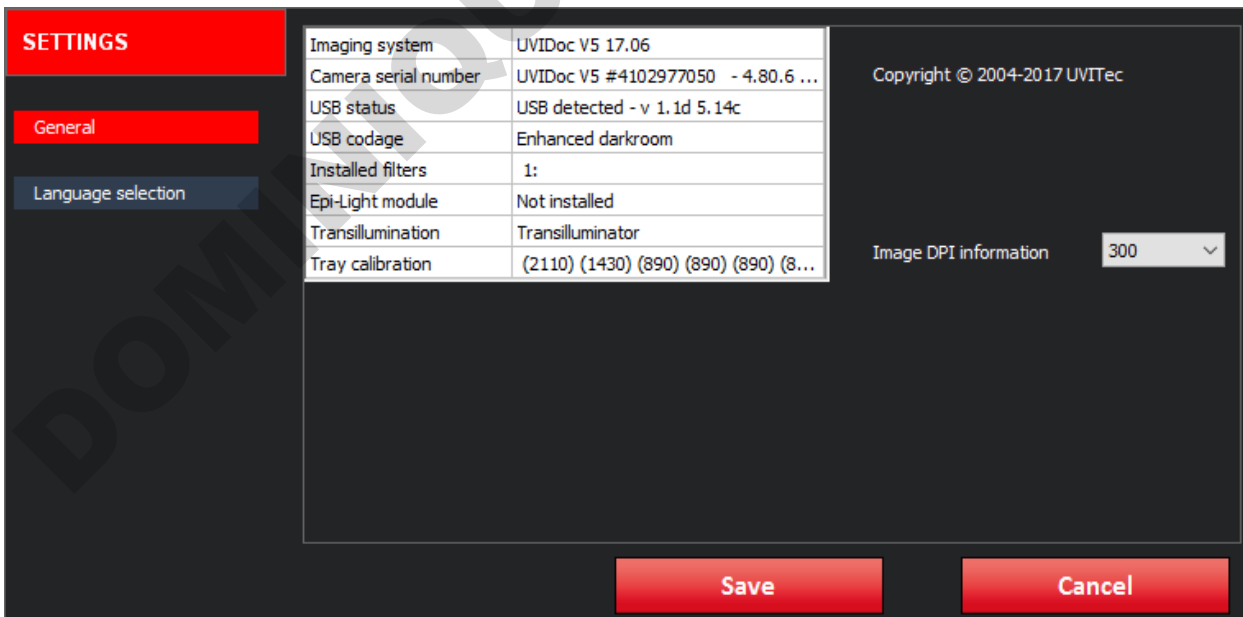 SETTINGS
General
Language selection
Imaging system UVIDoc V5 17.06
Camera serial number UVIDoc V5 #4102977050 - 4.80.6 ...
USB status USB detected - v 1.1d 5.14c
USB codage Enhanced darkroom
Installed filters 1:
Epi-Light module Not installed
Transillumination Transilluminator
Tray calibration (2110) (1430) (890) (890) (890) (8...
Copyright © 2004-2017 UVITec
Image DPI information 300
Save Cancel
DOMINIQU